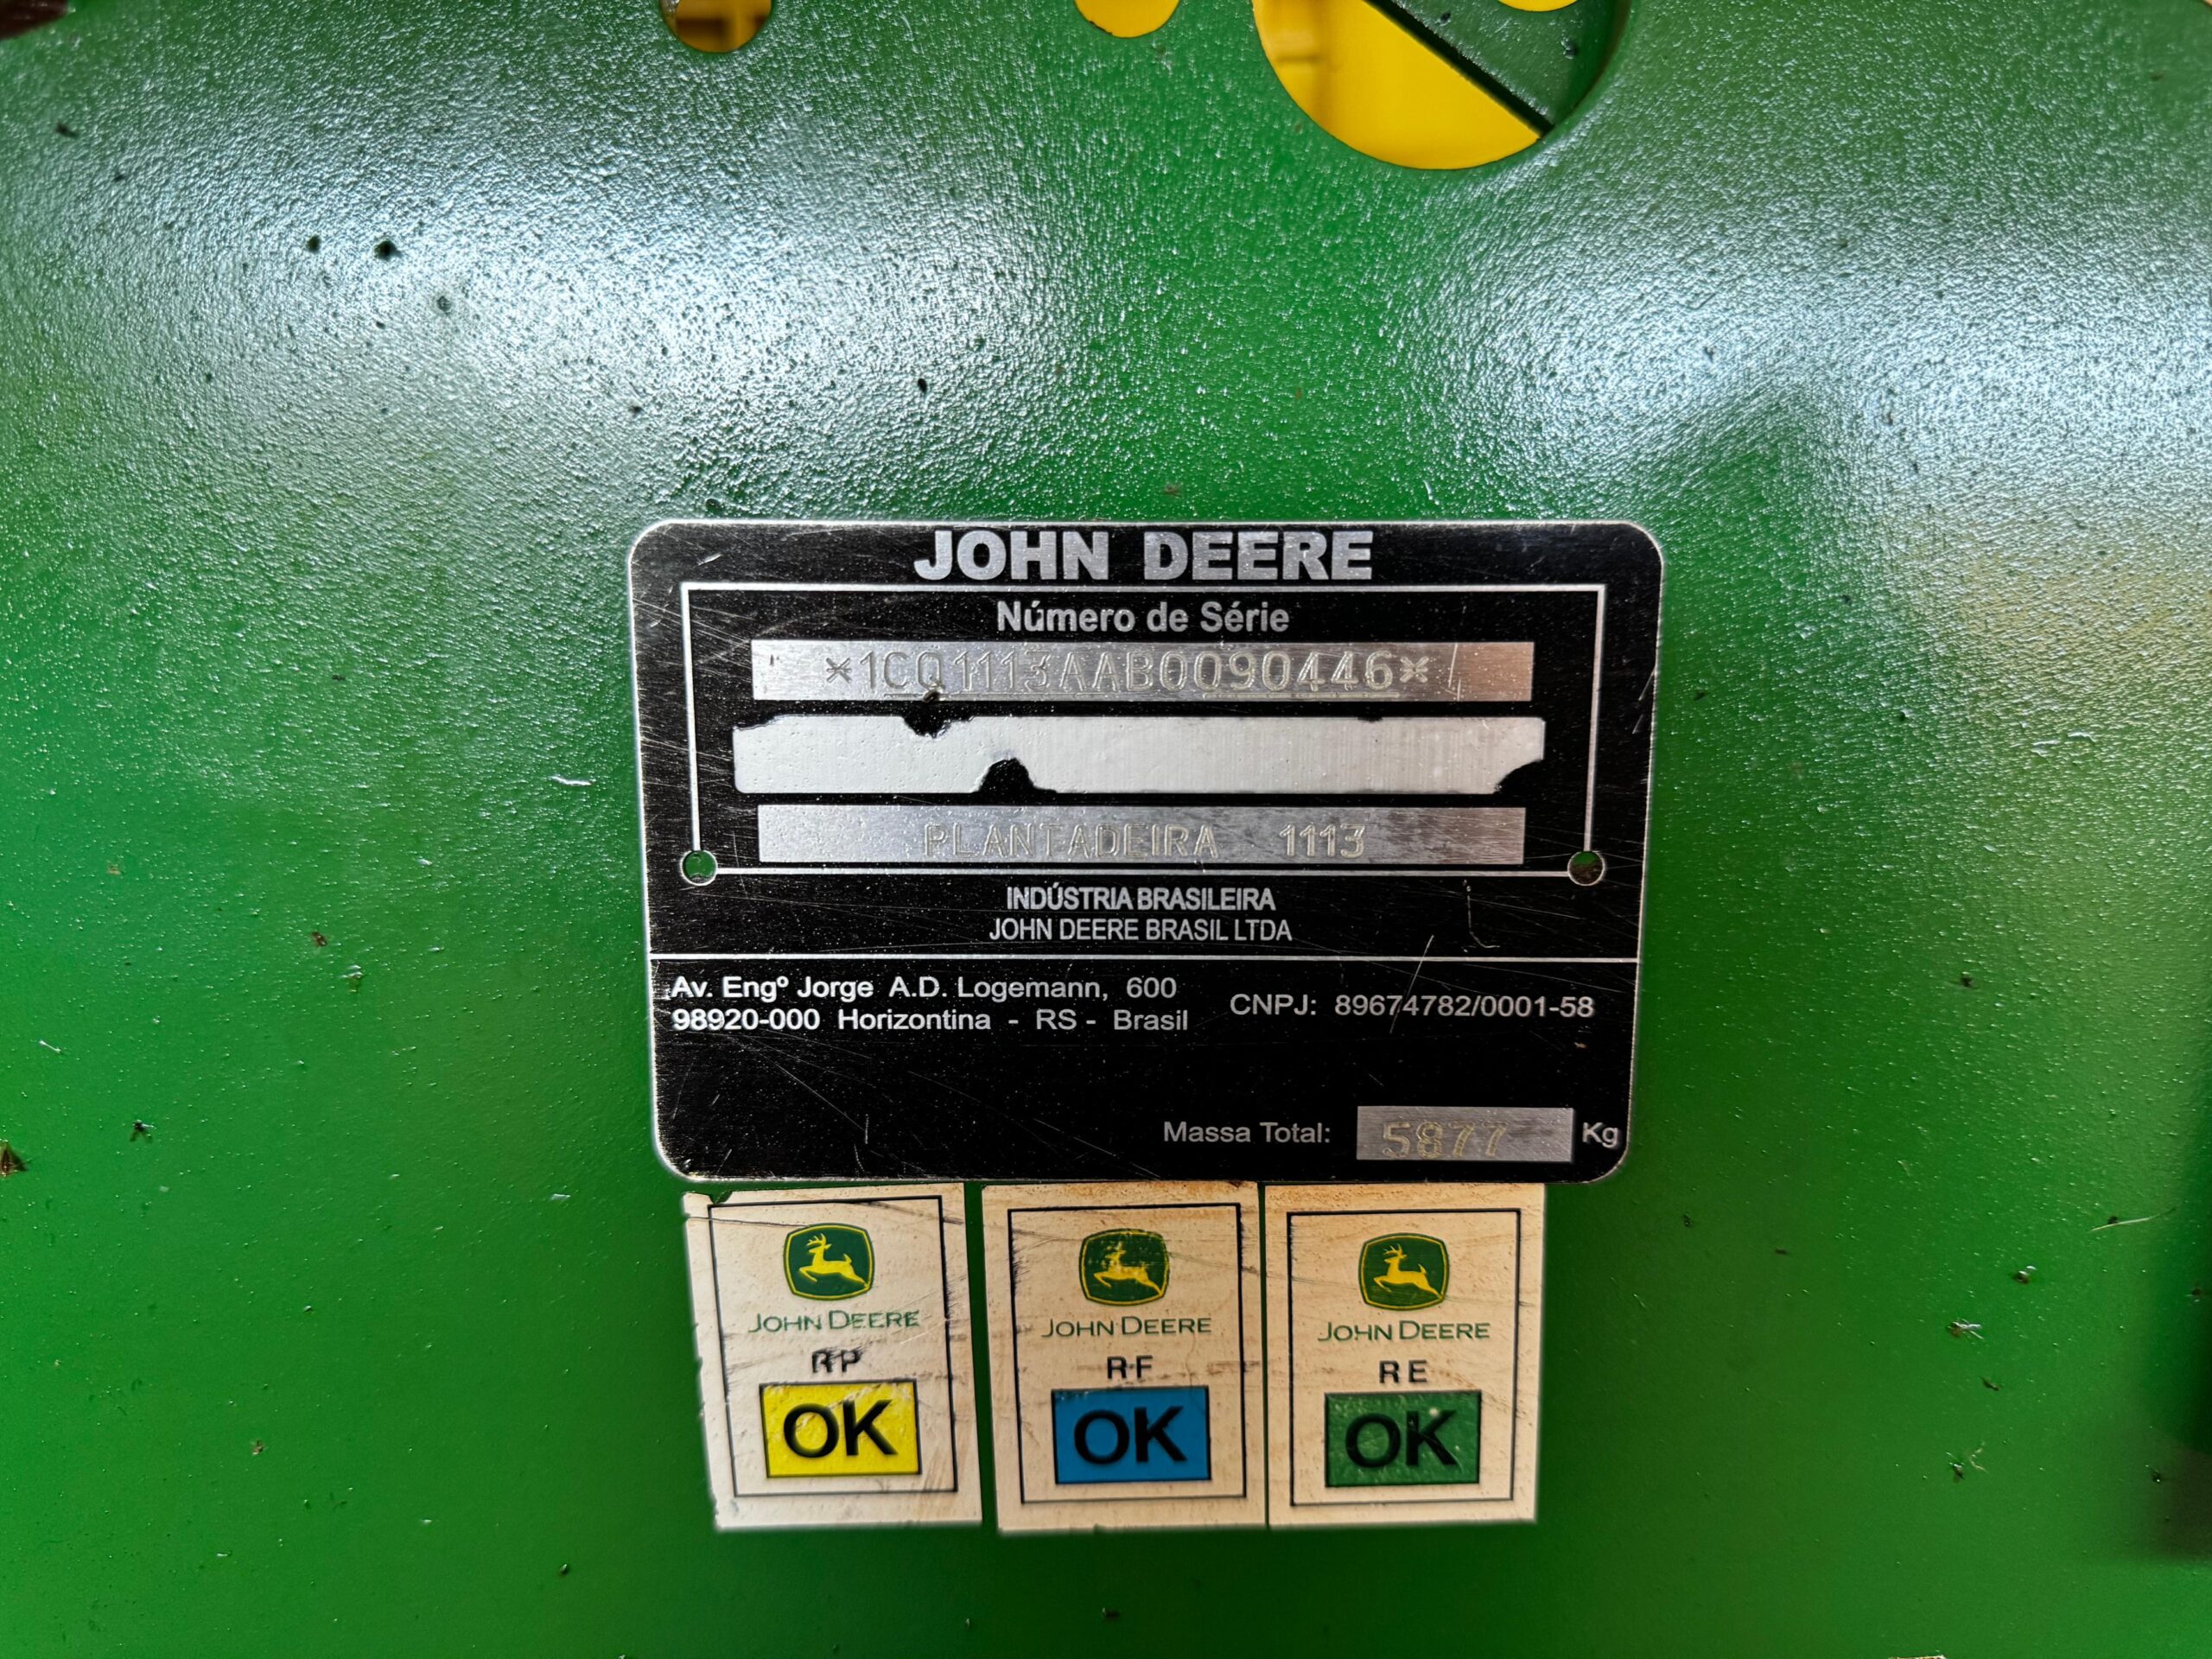 JOHN DEERE
Número de Série
*1CQ1113AAB0090446*
PLANTADEIRA 1113
INDÚSTRIA BRASILEIRA
JOHN DEERE BRASIL LTDA
Av. Engº Jorge A.D. Logemann, 600
98920-000 Horizontina - RS - Brasil
CNPJ: 89674782/0001-58
Massa Total: 5877 Kg
JOHN DEERE
RP
OK
JOHN DEERE
RF
OK
JOHN DEERE
RE
OK